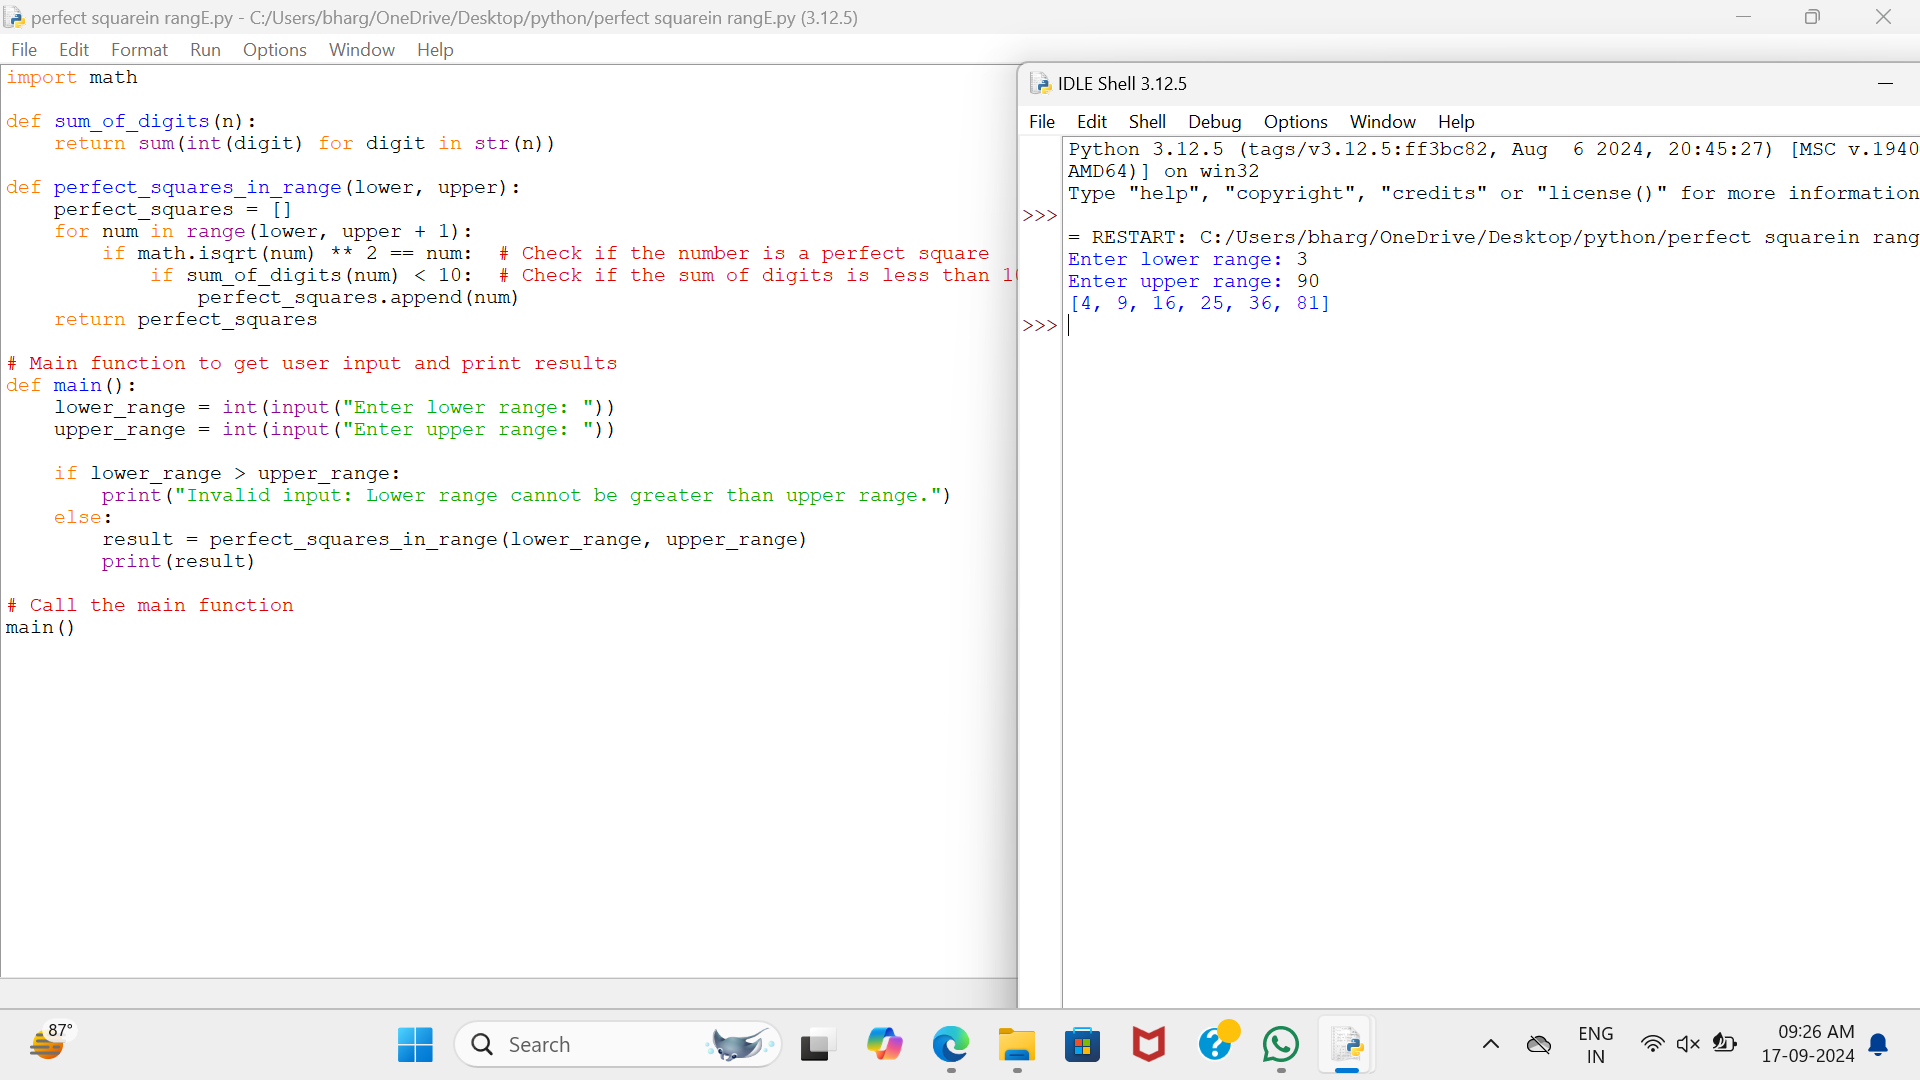 perfect squarein rangE.py - C:/Users/bharg/OneDrive/Desktop/python/perfect squarein rangE.py (3.12.5)
File Edit Format Run Options Window Help
import math

def sum_of_digits(n):
    return sum(int(digit) for digit in str(n))

def perfect_squares_in_range(lower, upper):
    perfect_squares = []
    for num in range(lower, upper + 1):
        if math.isqrt(num) ** 2 == num:  # Check if the number is a perfect square
            if sum_of_digits(num) < 10:  # Check if the sum of digits is less than 10
                perfect_squares.append(num)
    return perfect_squares

# Main function to get user input and print results
def main():
    lower_range = int(input("Enter lower range: "))
    upper_range = int(input("Enter upper range: "))

    if lower_range > upper_range:
        print("Invalid input: Lower range cannot be greater than upper range.")
    else:
        result = perfect_squares_in_range(lower_range, upper_range)
        print(result)

# Call the main function
main()
IDLE Shell 3.12.5
File Edit Shell Debug Options Window Help
Python 3.12.5 (tags/v3.12.5:ff3bc82, Aug  6 2024, 20:45:27) [MSC v.1940
AMD64)] on win32
Type "help", "copyright", "credits" or "license()" for more information
>>>
= RESTART: C:/Users/bharg/OneDrive/Desktop/python/perfect squarein rang
Enter lower range: 3
Enter upper range: 90
[4, 9, 16, 25, 36, 81]
>>>
87°
Search
ENG
IN
09:26 AM
17-09-2024